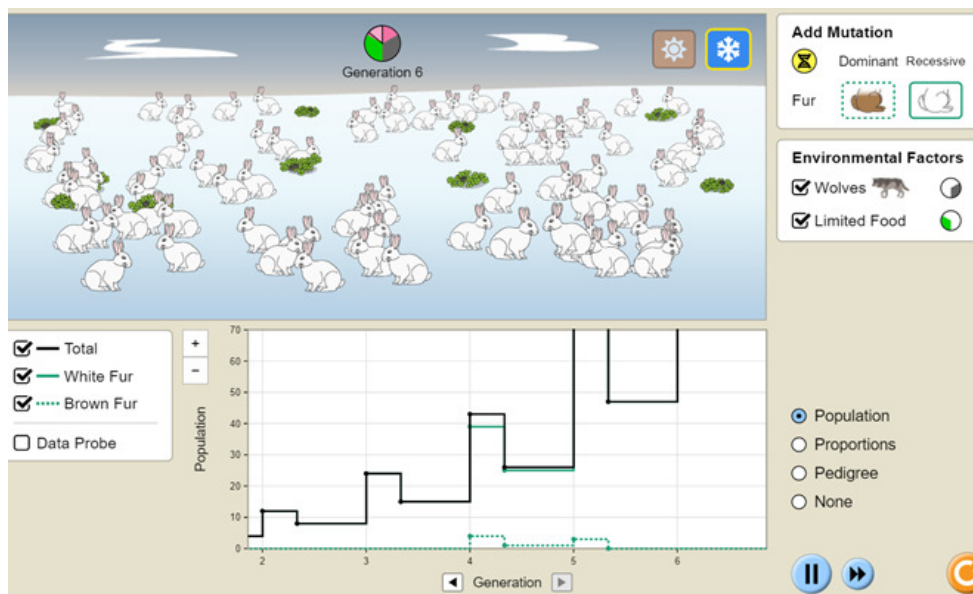 Generation 6
Add Mutation
Dominant Recessive
Fur
Environmental Factors
Wolves
Limited Food
Total
White Fur
Brown Fur
Data Probe
+
−
Population
70
60
50
40
30
20
10
0
2 3 4 5 6
Generation
Population
Proportions
Pedigree
None